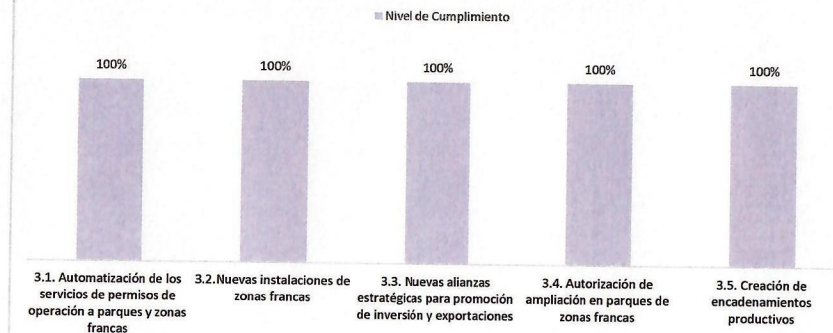 Nivel de Cumplimiento
100%
100%
100%
100%
100%
3.1. Automatización de los
servicios de permisos de
operación a parques y zonas
francas
3.2.Nuevas instalaciones de
zonas francas
3.3. Nuevas alianzas
estratégicas para promoción
de inversión y exportaciones
3.4. Autorización de
ampliación en parques de
zonas francas
3.5. Creación de
encadenamientos
productivos